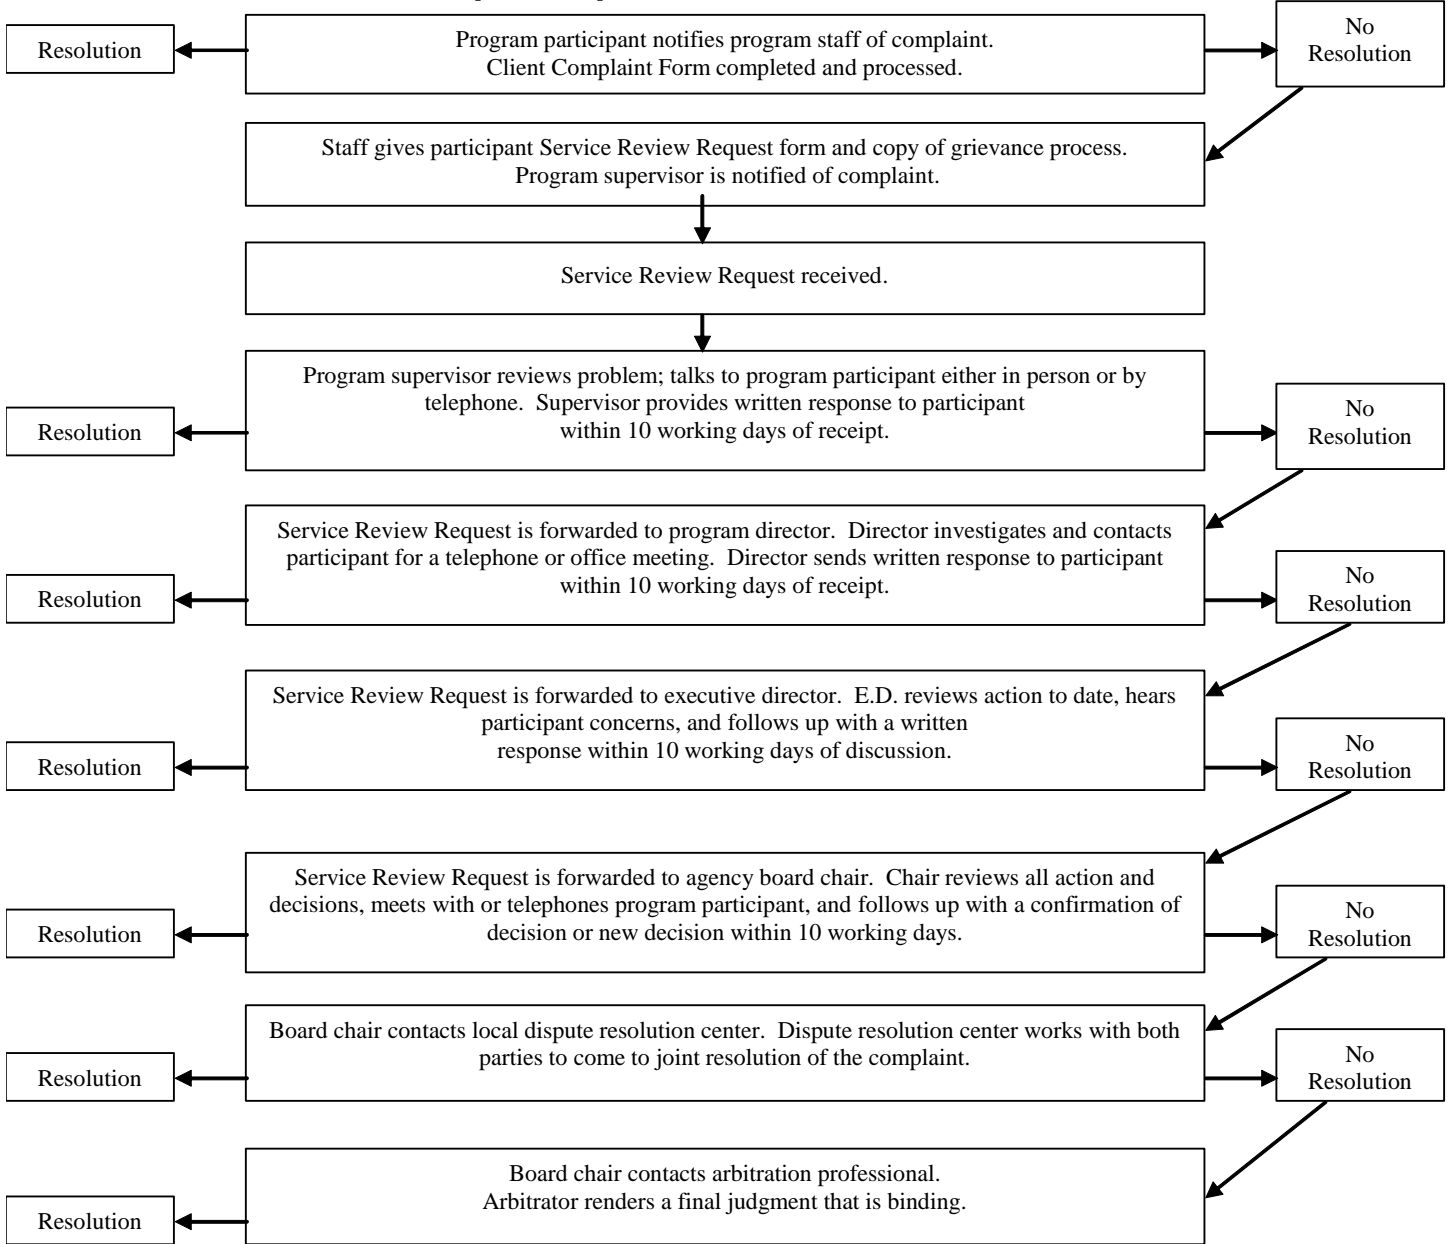 Program participant notifies program staff of complaint.
Client Complaint Form completed and processed.
Resolution
No
Resolution
Staff gives participant Service Review Request form and copy of grievance process.
Program supervisor is notified of complaint.
Service Review Request received.
Program supervisor reviews problem; talks to program participant either in person or by
telephone. Supervisor provides written response to participant
within 10 working days of receipt.
Resolution
No
Resolution
Service Review Request is forwarded to program director. Director investigates and contacts
participant for a telephone or office meeting. Director sends written response to participant
within 10 working days of receipt.
Resolution
No
Resolution
Service Review Request is forwarded to executive director. E.D. reviews action to date, hears
participant concerns, and follows up with a written
response within 10 working days of discussion.
Resolution
No
Resolution
Service Review Request is forwarded to agency board chair. Chair reviews all action and
decisions, meets with or telephones program participant, and follows up with a confirmation of
decision or new decision within 10 working days.
Resolution
No
Resolution
Board chair contacts local dispute resolution center. Dispute resolution center works with both
parties to come to joint resolution of the complaint.
Resolution
No
Resolution
Board chair contacts arbitration professional.
Arbitrator renders a final judgment that is binding.
Resolution